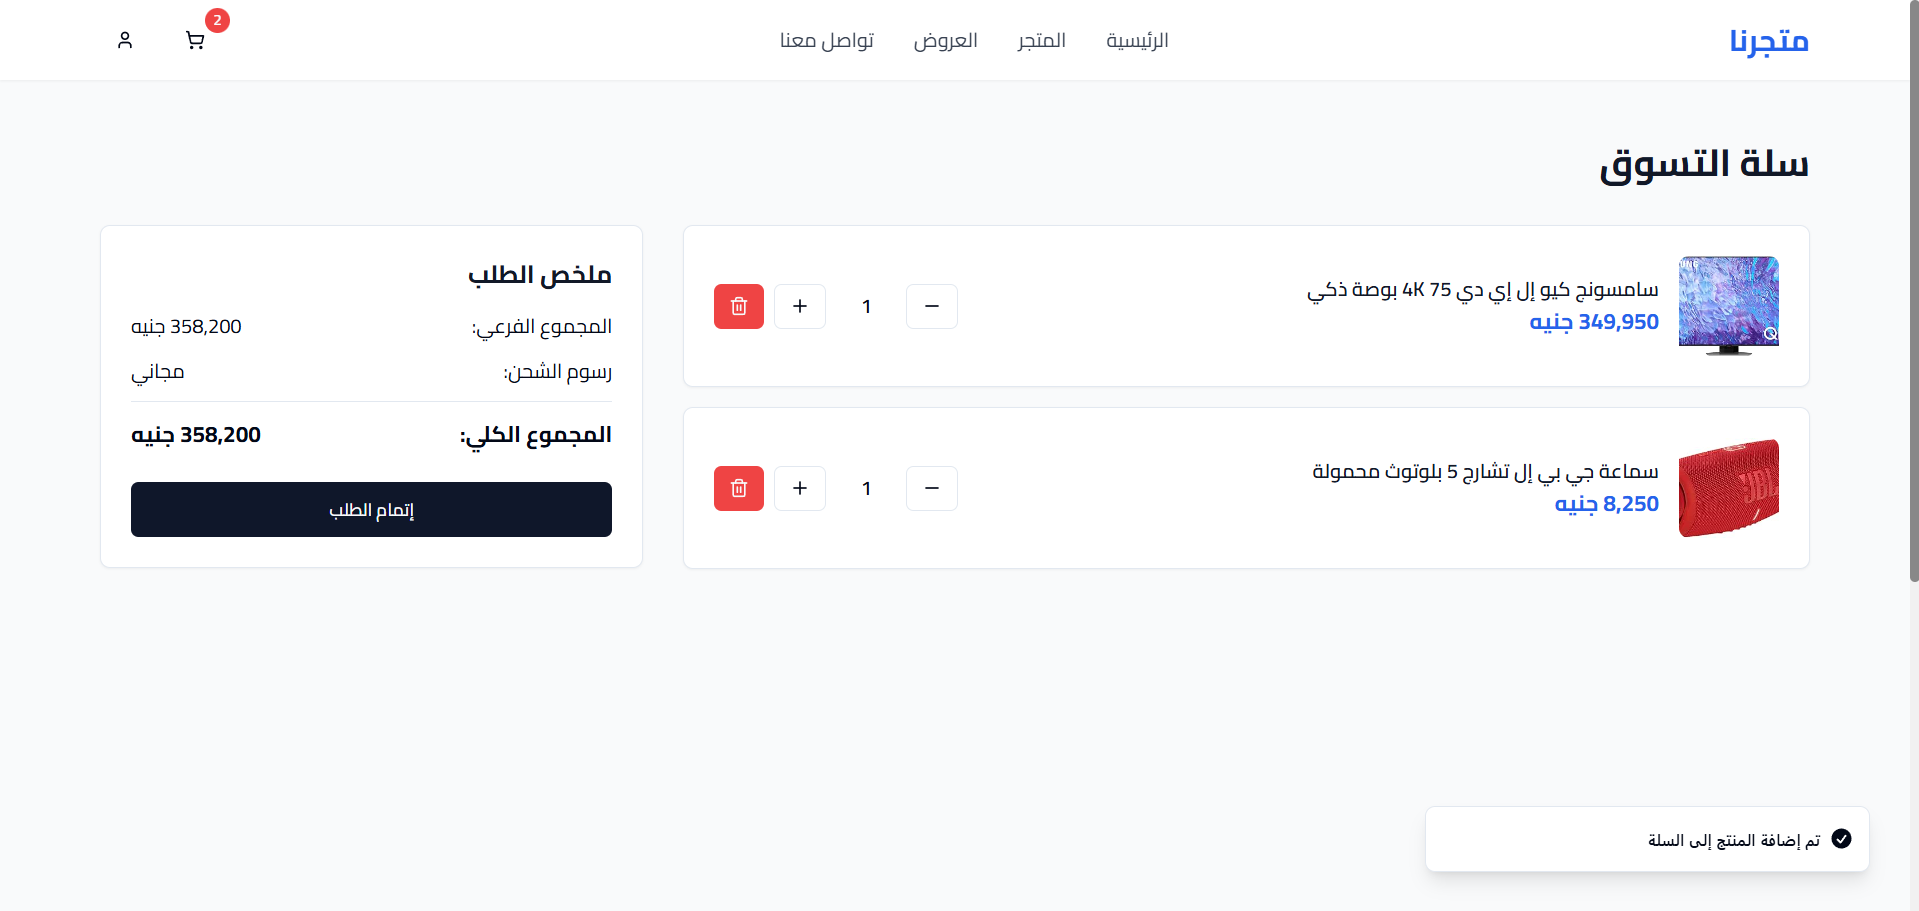 متجرنا
الرئيسية
المتجر
العروض
تواصل معنا
2
سلة التسوق
سامسونج كيو إل إي دي 75 4K بوصة ذكي
349,950 جنيه
1
سماعة جي بي إل تشارج 5 بلوتوث محمولة
8,250 جنيه
1
JBL
ملخص الطلب
المجموع الفرعي: 358,200 جنيه
رسوم الشحن: مجاني
المجموع الكلي: 358,200 جنيه
إتمام الطلب
تم إضافة المنتج إلى السلة